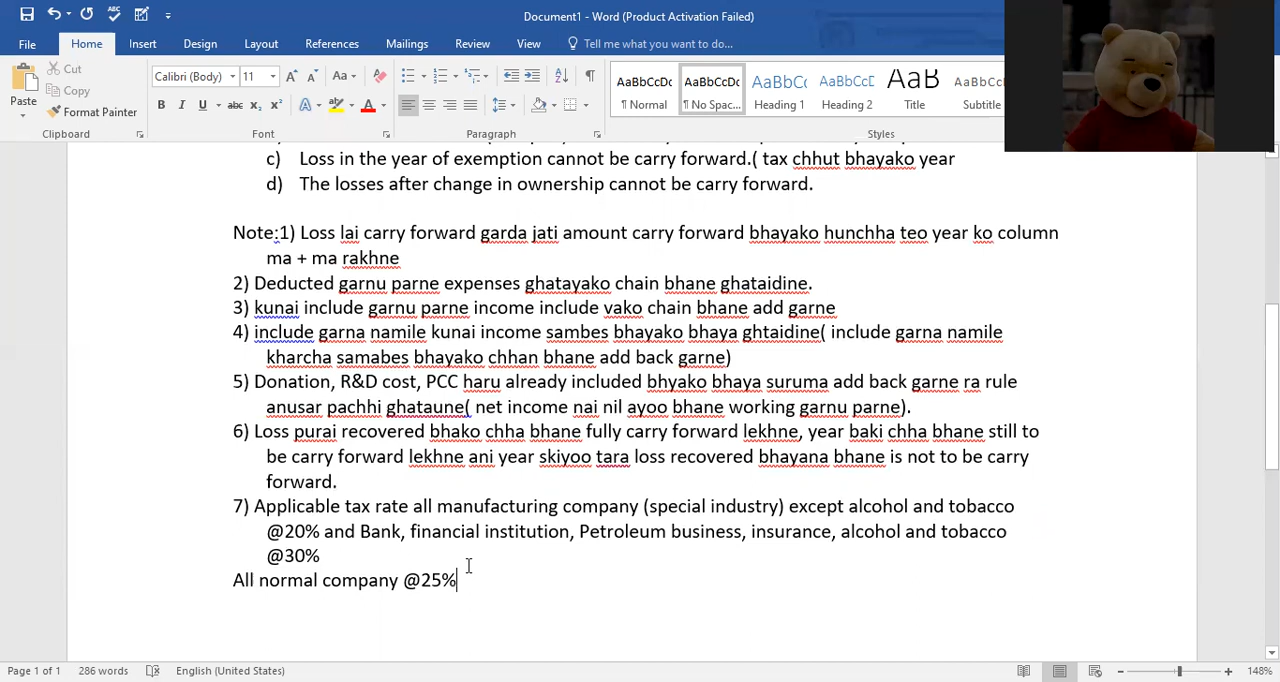 Document1 - Word (Product Activation Failed)
File Home Insert Design Layout References Mailings Review View Tell me what you want to do...
Cut
Copy
Paste
Format Painter
Calibri (Body) 11
Aa
B I U abc X₂ X² A A
AaBbCcDc AaBbCcDc AaBbCc AaBbCcD AaB AaBbCcD
¶ Normal ¶ No Spac... Heading 1 Heading 2 Title Subtitle
Clipboard Font Paragraph Styles
c) Loss in the year of exemption cannot be carry forward.( tax chhut bhayako year
d) The losses after change in ownership cannot be carry forward.
Note:1) Loss lai carry forward garda jati amount carry forward bhayako hunchha teo year ko column
ma + ma rakhne
2) Deducted garnu parne expenses ghatayako chain bhane ghataidine.
3) kunai include garnu parne income include vako chain bhane add garne
4) include garna namile kunai income sambes bhayako bhaya ghtaidine( include garna namile
kharcha samabes bhayako chhan bhane add back garne)
5) Donation, R&D cost, PCC haru already included bhyako bhaya suruma add back garne ra rule
anusar pachhi ghataune( net income nai nil ayoo bhane working garnu parne).
6) Loss purai recovered bhako chha bhane fully carry forward lekhne, year baki chha bhane still to
be carry forward lekhne ani year skiyoo tara loss recovered bhayana bhane is not to be carry
forward.
7) Applicable tax rate all manufacturing company (special industry) except alcohol and tobacco
@20% and Bank, financial institution, Petroleum business, insurance, alcohol and tobacco
@30%
All normal company @25%
Page 1 of 1 286 words English (United States) 148%